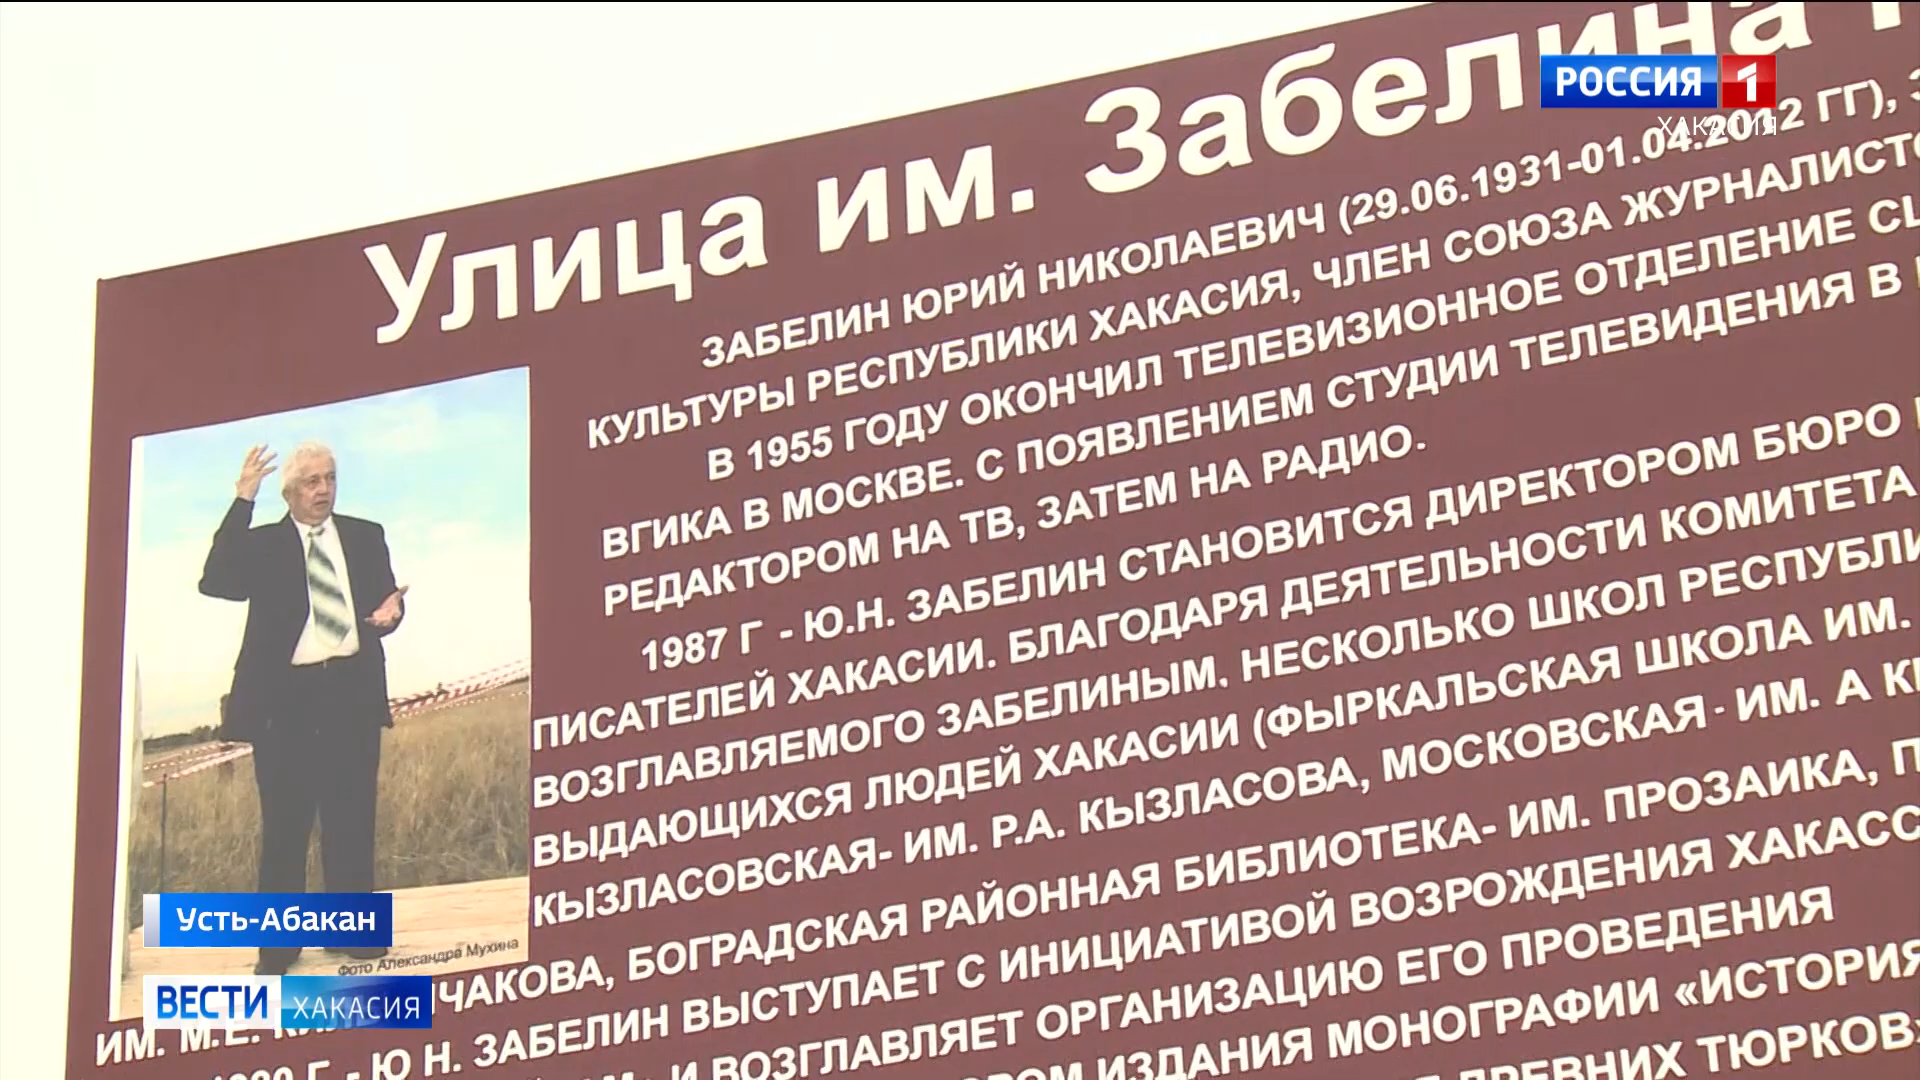 Улица им. Забелина
ЗАБЕЛИН ЮРИЙ НИКОЛАЕВИЧ (29.06.1931-01.04.2012 ГГ),
КУЛЬТУРЫ РЕСПУБЛИКИ ХАКАСИЯ, ЧЛЕН СОЮЗА
В 1955 ГОДУ ОКОНЧИЛ ТЕЛЕВИЗИОННОЕ ОТДЕЛЕНИЕ
ВГИКА В МОСКВЕ. С ПОЯВЛЕНИЕМ СТУДИИ ТЕЛЕВИДЕНИЯ В
РЕДАКТОРОМ НА ТВ, ЗАТЕМ НА РАДИО.
1987 Г - Ю.Н. ЗАБЕЛИН СТАНОВИТСЯ ДИРЕКТОРОМ БЮРО
ПИСАТЕЛЕЙ ХАКАСИИ. БЛАГОДАРЯ ДЕЯТЕЛЬНОСТИ КОМИТЕТА
ВОЗГЛАВЛЯЕМОГО ЗАБЕЛИНЫМ, НЕСКОЛЬКО ШКОЛ
ВЫДАЮЩИХСЯ ЛЮДЕЙ ХАКАСИИ (ФЫРКАЛЬСКАЯ ШКОЛА ИМ.
КЫЗЛАСОВСКАЯ- ИМ. Р.А. КЫЗЛАСОВА, МОСКОВСКАЯ - ИМ. А
ИМ. М.Е. БОГРАДСКАЯ РАЙОННАЯ БИБЛИОТЕКА- ИМ. ПРОЗАИКА,
Г. - Ю Н. ЗАБЕЛИН ВЫСТУПАЕТ С ИНИЦИАТИВОЙ ВОЗРОЖДЕНИЯ
И ВОЗГЛАВЛЯЕТ ОРГАНИЗАЦИЮ ЕГО ПРОВЕДЕНИЯ
ИЗДАНИЯ МОНОГРАФИИ «ИСТОРИЯ
ДРЕВНИХ ТЮРКОВ»
Фото Александра Мухина
РОССИЯ 1
ХАКАСИЯ
Усть-Абакан
ВЕСТИ ХАКАСИЯ